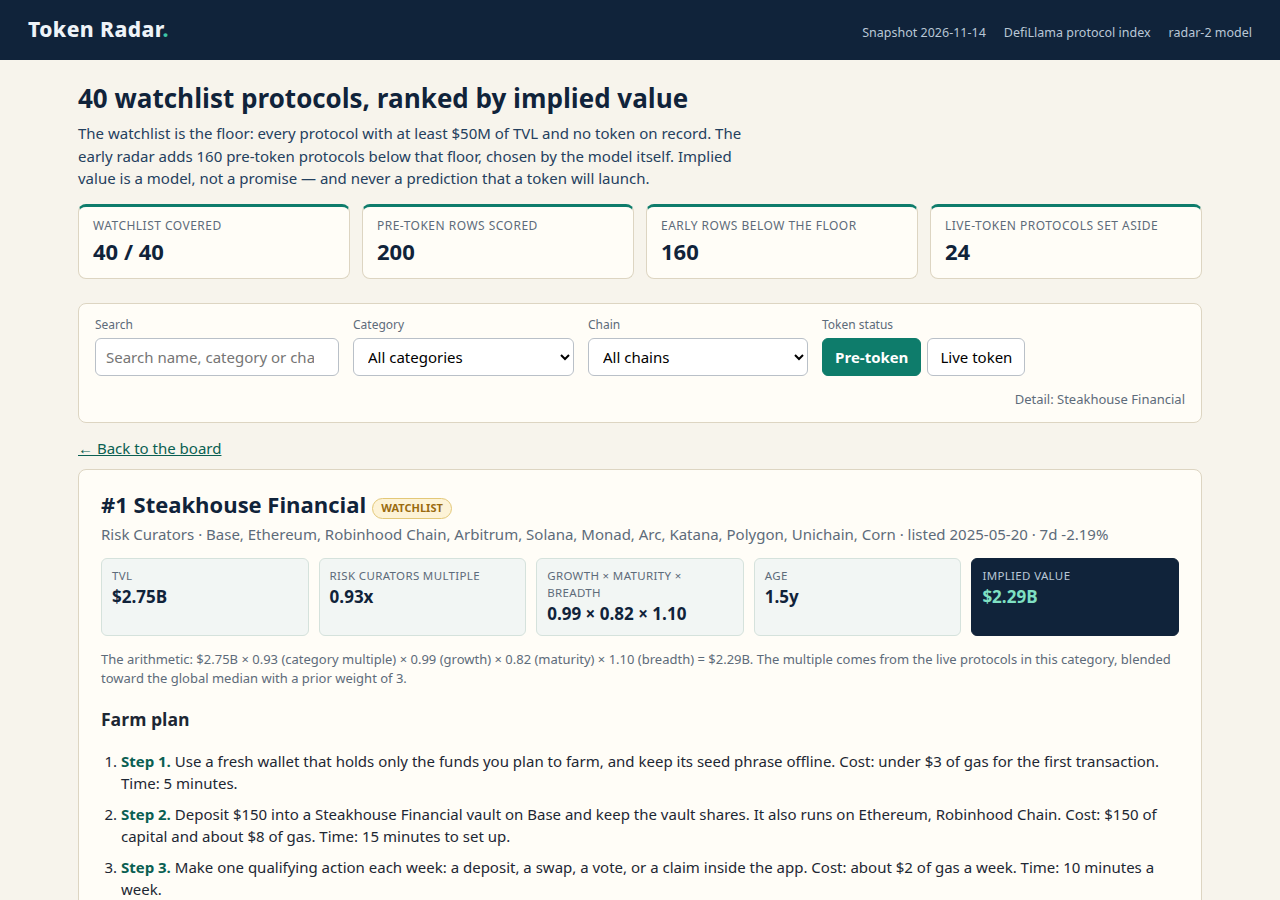 Token Radar.
Snapshot 2026-11-14 DefiLlama protocol index radar-2 model
40 watchlist protocols, ranked by implied value
The watchlist is the floor: every protocol with at least $50M of TVL and no token on record. The
early radar adds 160 pre-token protocols below that floor, chosen by the model itself. Implied
value is a model, not a promise — and never a prediction that a token will launch.
WATCHLIST COVERED
40 / 40
PRE-TOKEN ROWS SCORED
200
EARLY ROWS BELOW THE FLOOR
160
LIVE-TOKEN PROTOCOLS SET ASIDE
24
Search
Search name, category or cha
Category
All categories
Chain
All chains
Token status
Pre-token Live token
Detail: Steakhouse Financial
← Back to the board
#1 Steakhouse Financial WATCHLIST
Risk Curators · Base, Ethereum, Robinhood Chain, Arbitrum, Solana, Monad, Arc, Katana, Polygon, Unichain, Corn · listed 2025-05-20 · 7d -2.19%
TVL
$2.75B
RISK CURATORS MULTIPLE
0.93x
GROWTH × MATURITY ×
BREADTH
0.99 × 0.82 × 1.10
AGE
1.5y
IMPLIED VALUE
$2.29B
The arithmetic: $2.75B × 0.93 (category multiple) × 0.99 (growth) × 0.82 (maturity) × 1.10 (breadth) = $2.29B. The multiple comes from the live protocols in this category, blended
toward the global median with a prior weight of 3.
Farm plan
1. Step 1. Use a fresh wallet that holds only the funds you plan to farm, and keep its seed phrase offline. Cost: under $3 of gas for the first transaction.
Time: 5 minutes.
2. Step 2. Deposit $150 into a Steakhouse Financial vault on Base and keep the vault shares. It also runs on Ethereum, Robinhood Chain. Cost: $150 of
capital and about $8 of gas. Time: 15 minutes to set up.
3. Step 3. Make one qualifying action each week: a deposit, a swap, a vote, or a claim inside the app. Cost: about $2 of gas a week. Time: 10 minutes a
week.